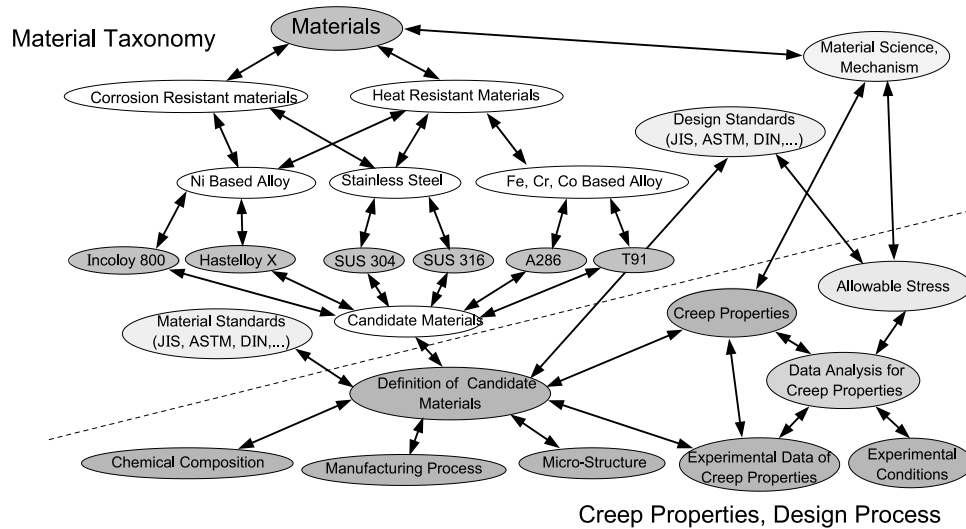 Materials
Material Taxonomy
Material Science,
Mechanism
Corrosion Resistant materials
Heat Resistant Materials
Design Standards
(JIS, ASTM, DIN,...)
Ni Based Alloy
Stainless Steel
Fe, Cr, Co Based Alloy
Incoloy 800
Hastelloy X
SUS 304
SUS 316
A286
T91
Allowable Stress
Creep Properties
Candidate Materials
Material Standards
(JIS, ASTM, DIN,...)
Data Analysis for
Creep Properties
Definition of Candidate
Materials
Chemical Composition
Manufacturing Process
Micro-Structure
Experimental Data of
Creep Properties
Experimental
Conditions
Creep Properties, Design Process